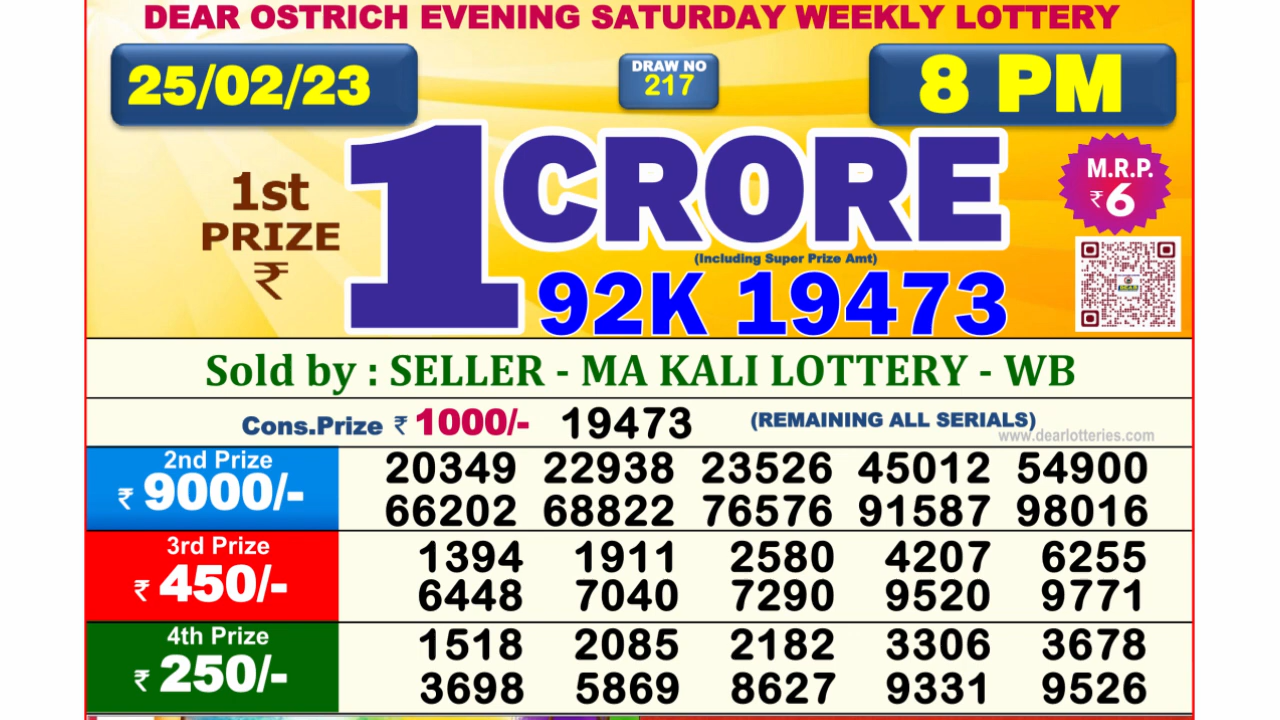 DEAR OSTRICH EVENING SATURDAY WEEKLY LOTTERY
25/02/23
DRAW NO
217
8 PM
1st
PRIZE
₹
1 CRORE
(Including Super Prize Amt)
92K 19473
M.R.P.
₹ 6
Sold by : SELLER - MA KALI LOTTERY - WB
Cons.Prize ₹ 1000/- 19473 (REMAINING ALL SERIALS)
www.dearlotteries.com
2nd Prize
₹ 9000/-
20349 22938 23526 45012 54900
66202 68822 76576 91587 98016
3rd Prize
₹ 450/-
1394 1911 2580 4207 6255
6448 7040 7290 9520 9771
4th Prize
₹ 250/-
1518 2085 2182 3306 3678
3698 5869 8627 9331 9526